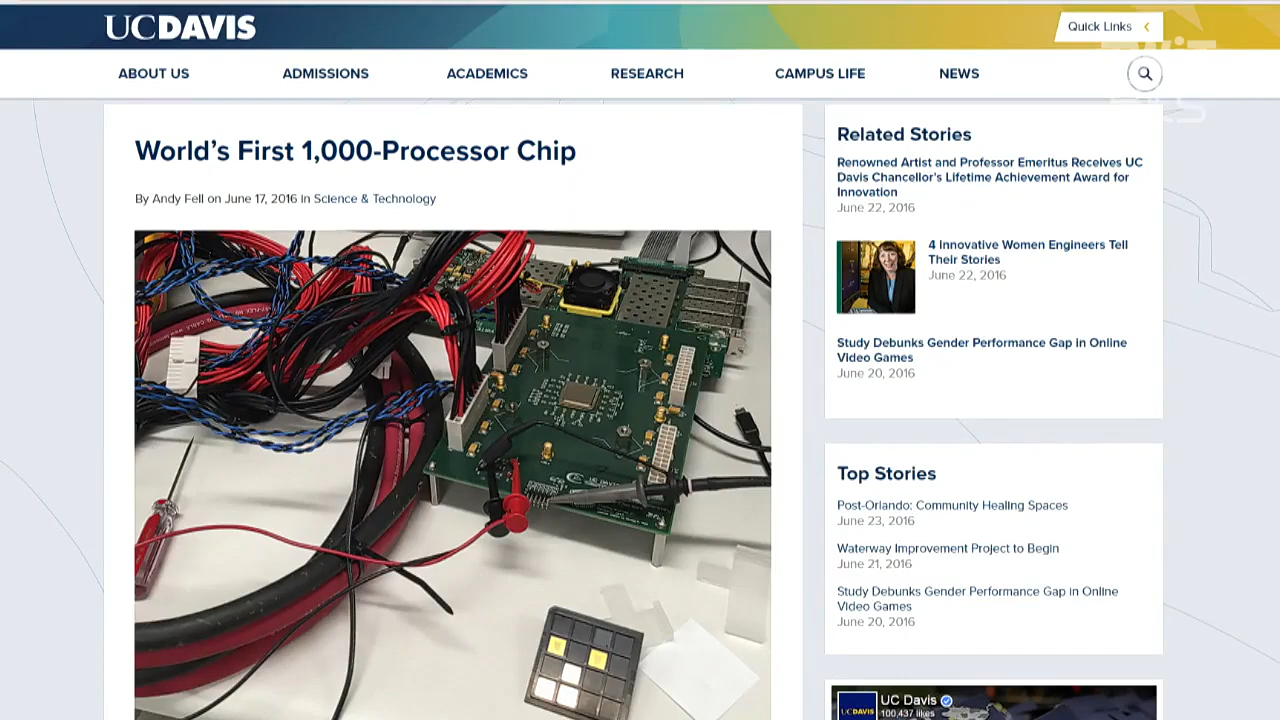 UCDAVIS
Quick Links
ABOUT US
ADMISSIONS
ACADEMICS
RESEARCH
CAMPUS LIFE
NEWS
World's First 1,000-Processor Chip
By Andy Fell on June 17, 2016 in Science & Technology
Related Stories
Renowned Artist and Professor Emeritus Receives UC
Davis Chancellor's Lifetime Achievement Award for
Innovation
June 22, 2016
4 Innovative Women Engineers Tell
Their Stories
June 22, 2016
Study Debunks Gender Performance Gap in Online
Video Games
June 20, 2016
Top Stories
Post-Orlando: Community Healing Spaces
June 23, 2016
Waterway Improvement Project to Begin
June 21, 2016
Study Debunks Gender Performance Gap in Online
Video Games
June 20, 2016
UCDAVIS
UC Davis
100,437 likes